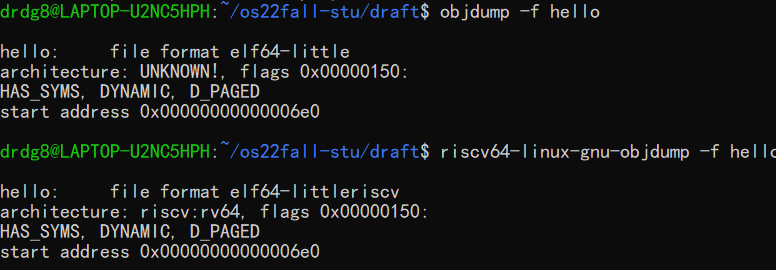 drdg8@LAPTOP-U2NC5HPH:~/os22fall-stu/draft$ objdump -f hello
hello:     file format elf64-little
architecture: UNKNOWN!, flags 0x00000150:
HAS_SYMS, DYNAMIC, D_PAGED
start address 0x00000000000006e0
drdg8@LAPTOP-U2NC5HPH:~/os22fall-stu/draft$ riscv64-linux-gnu-objdump -f hello
hello:     file format elf64-littleriscv
architecture: riscv:rv64, flags 0x00000150:
HAS_SYMS, DYNAMIC, D_PAGED
start address 0x00000000000006e0